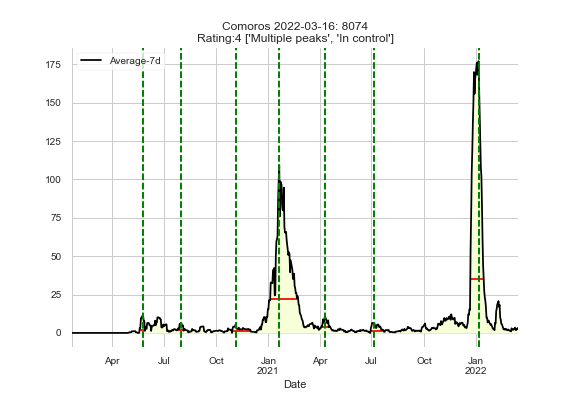 Comoros 2022-03-16: 8074
Rating:4 ['Multiple peaks', 'In control']
Average-7d
175
150
125
100
75
50
25
0
Apr Jul Oct Jan Apr Jul Oct Jan
2021 2022
Date